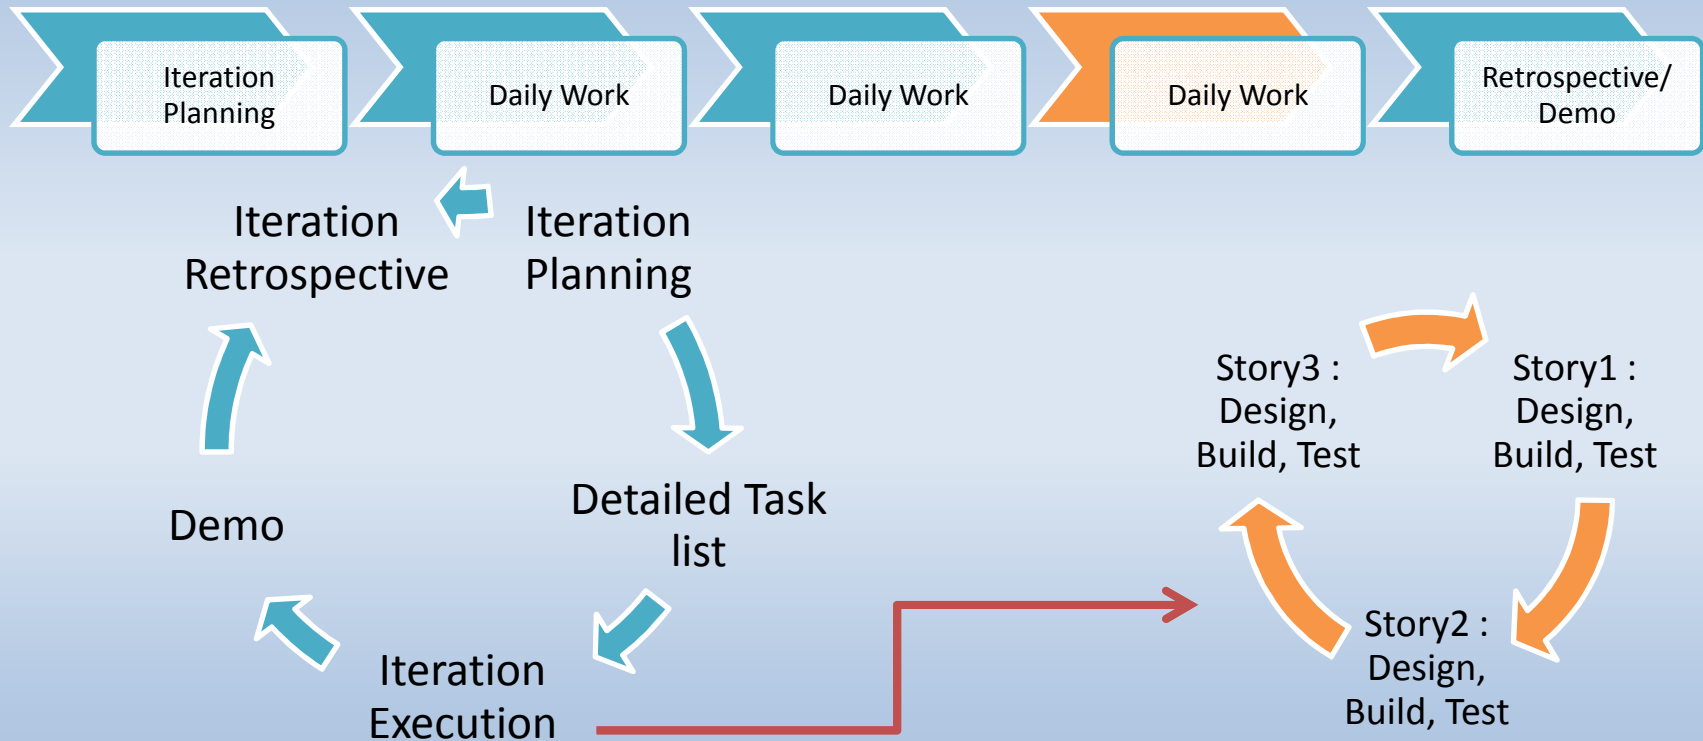 Iteration
Planning
Daily Work
Daily Work
Daily Work
Retrospective/
Demo
Iteration
Retrospective
Iteration
Planning
Detailed Task
list
Iteration
Execution
Demo
Story3 :
Design,
Build, Test
Story1 :
Design,
Build, Test
Story2 :
Design,
Build, Test